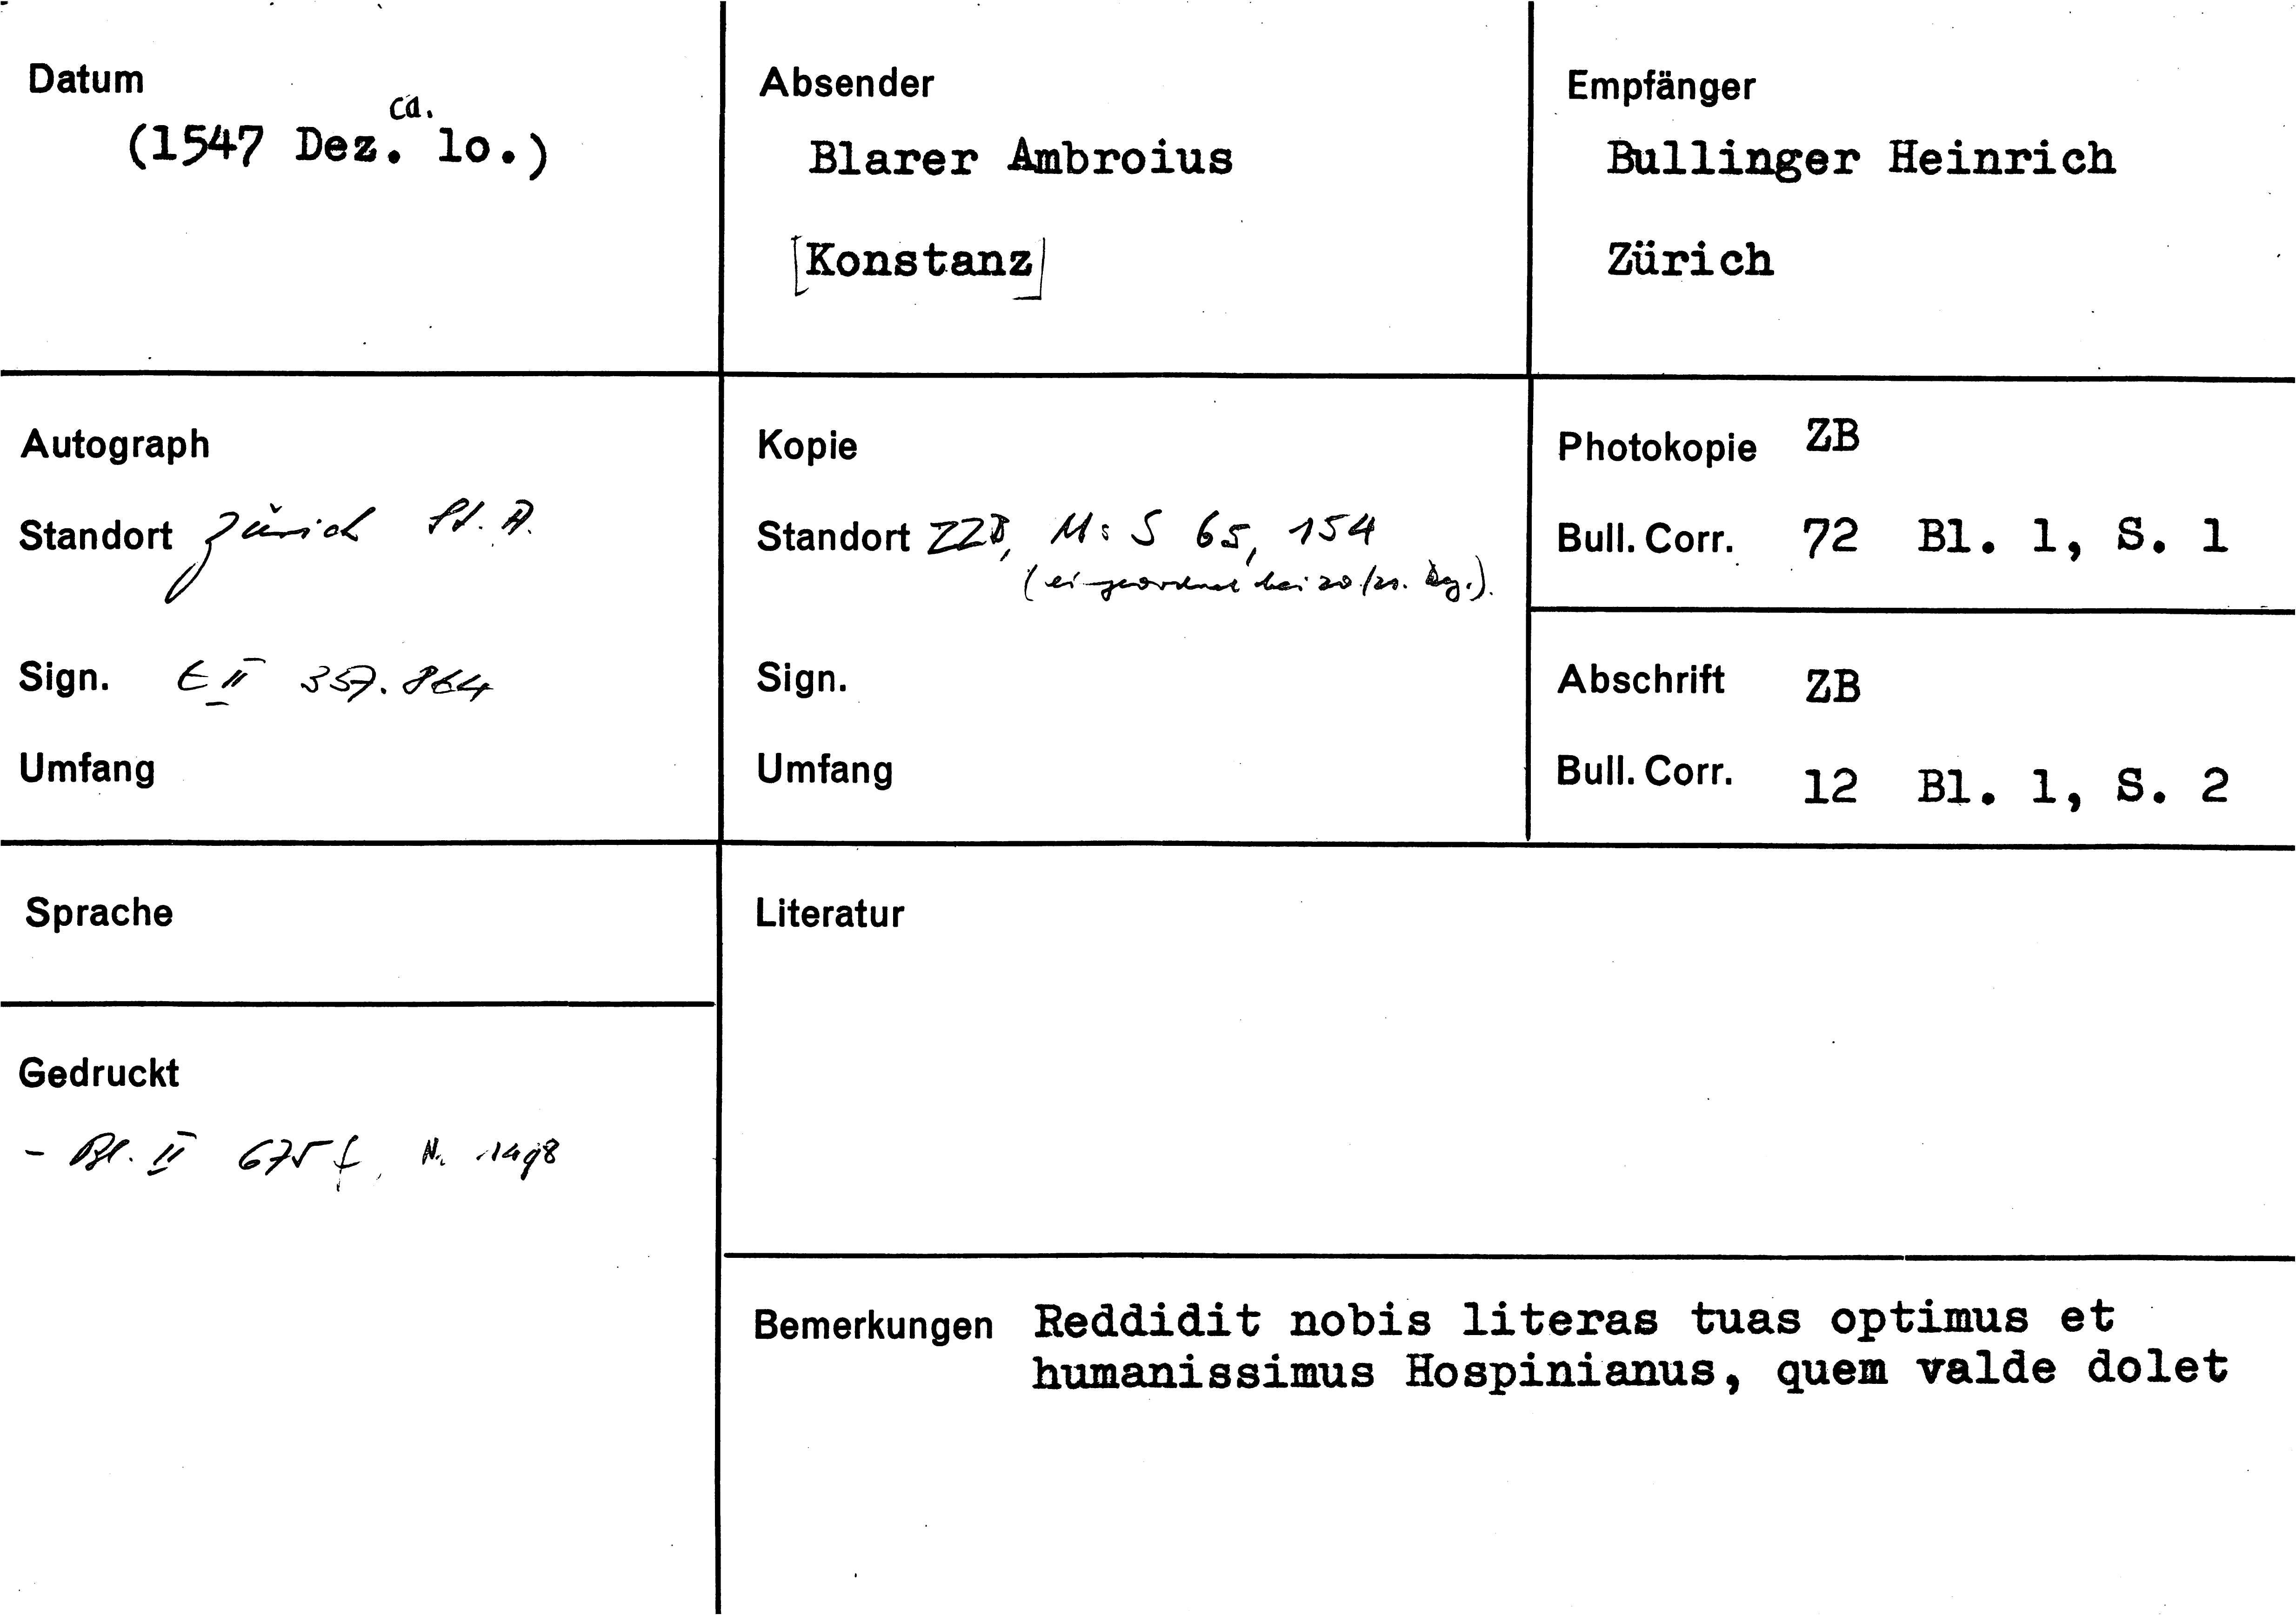 Datum
ca.
(1547 Dez. lo.)
Absender
Blarer Ambroius
[Konstanz]
Empfänger
Bullinger Heinrich
Zürich
Autograph
Standort Zürich St. A.
Sign. E II 357. 864
Umfang
Kopie
Standort ZZB, Ms S 65, 154
(eingeordnet bei 20/21. Dez.).
Sign.
Umfang
Photokopie ZB
Bull. Corr. 72 Bl. 1, S. 1
Abschrift ZB
Bull. Corr. 12 Bl. 1, S. 2
Sprache
Gedruckt
- Bl. II 675 f, Nr. 1498
Literatur
Bemerkungen Reddidit nobis literas tuas optimus et
humanissimus Hospinianus, quem valde dolet